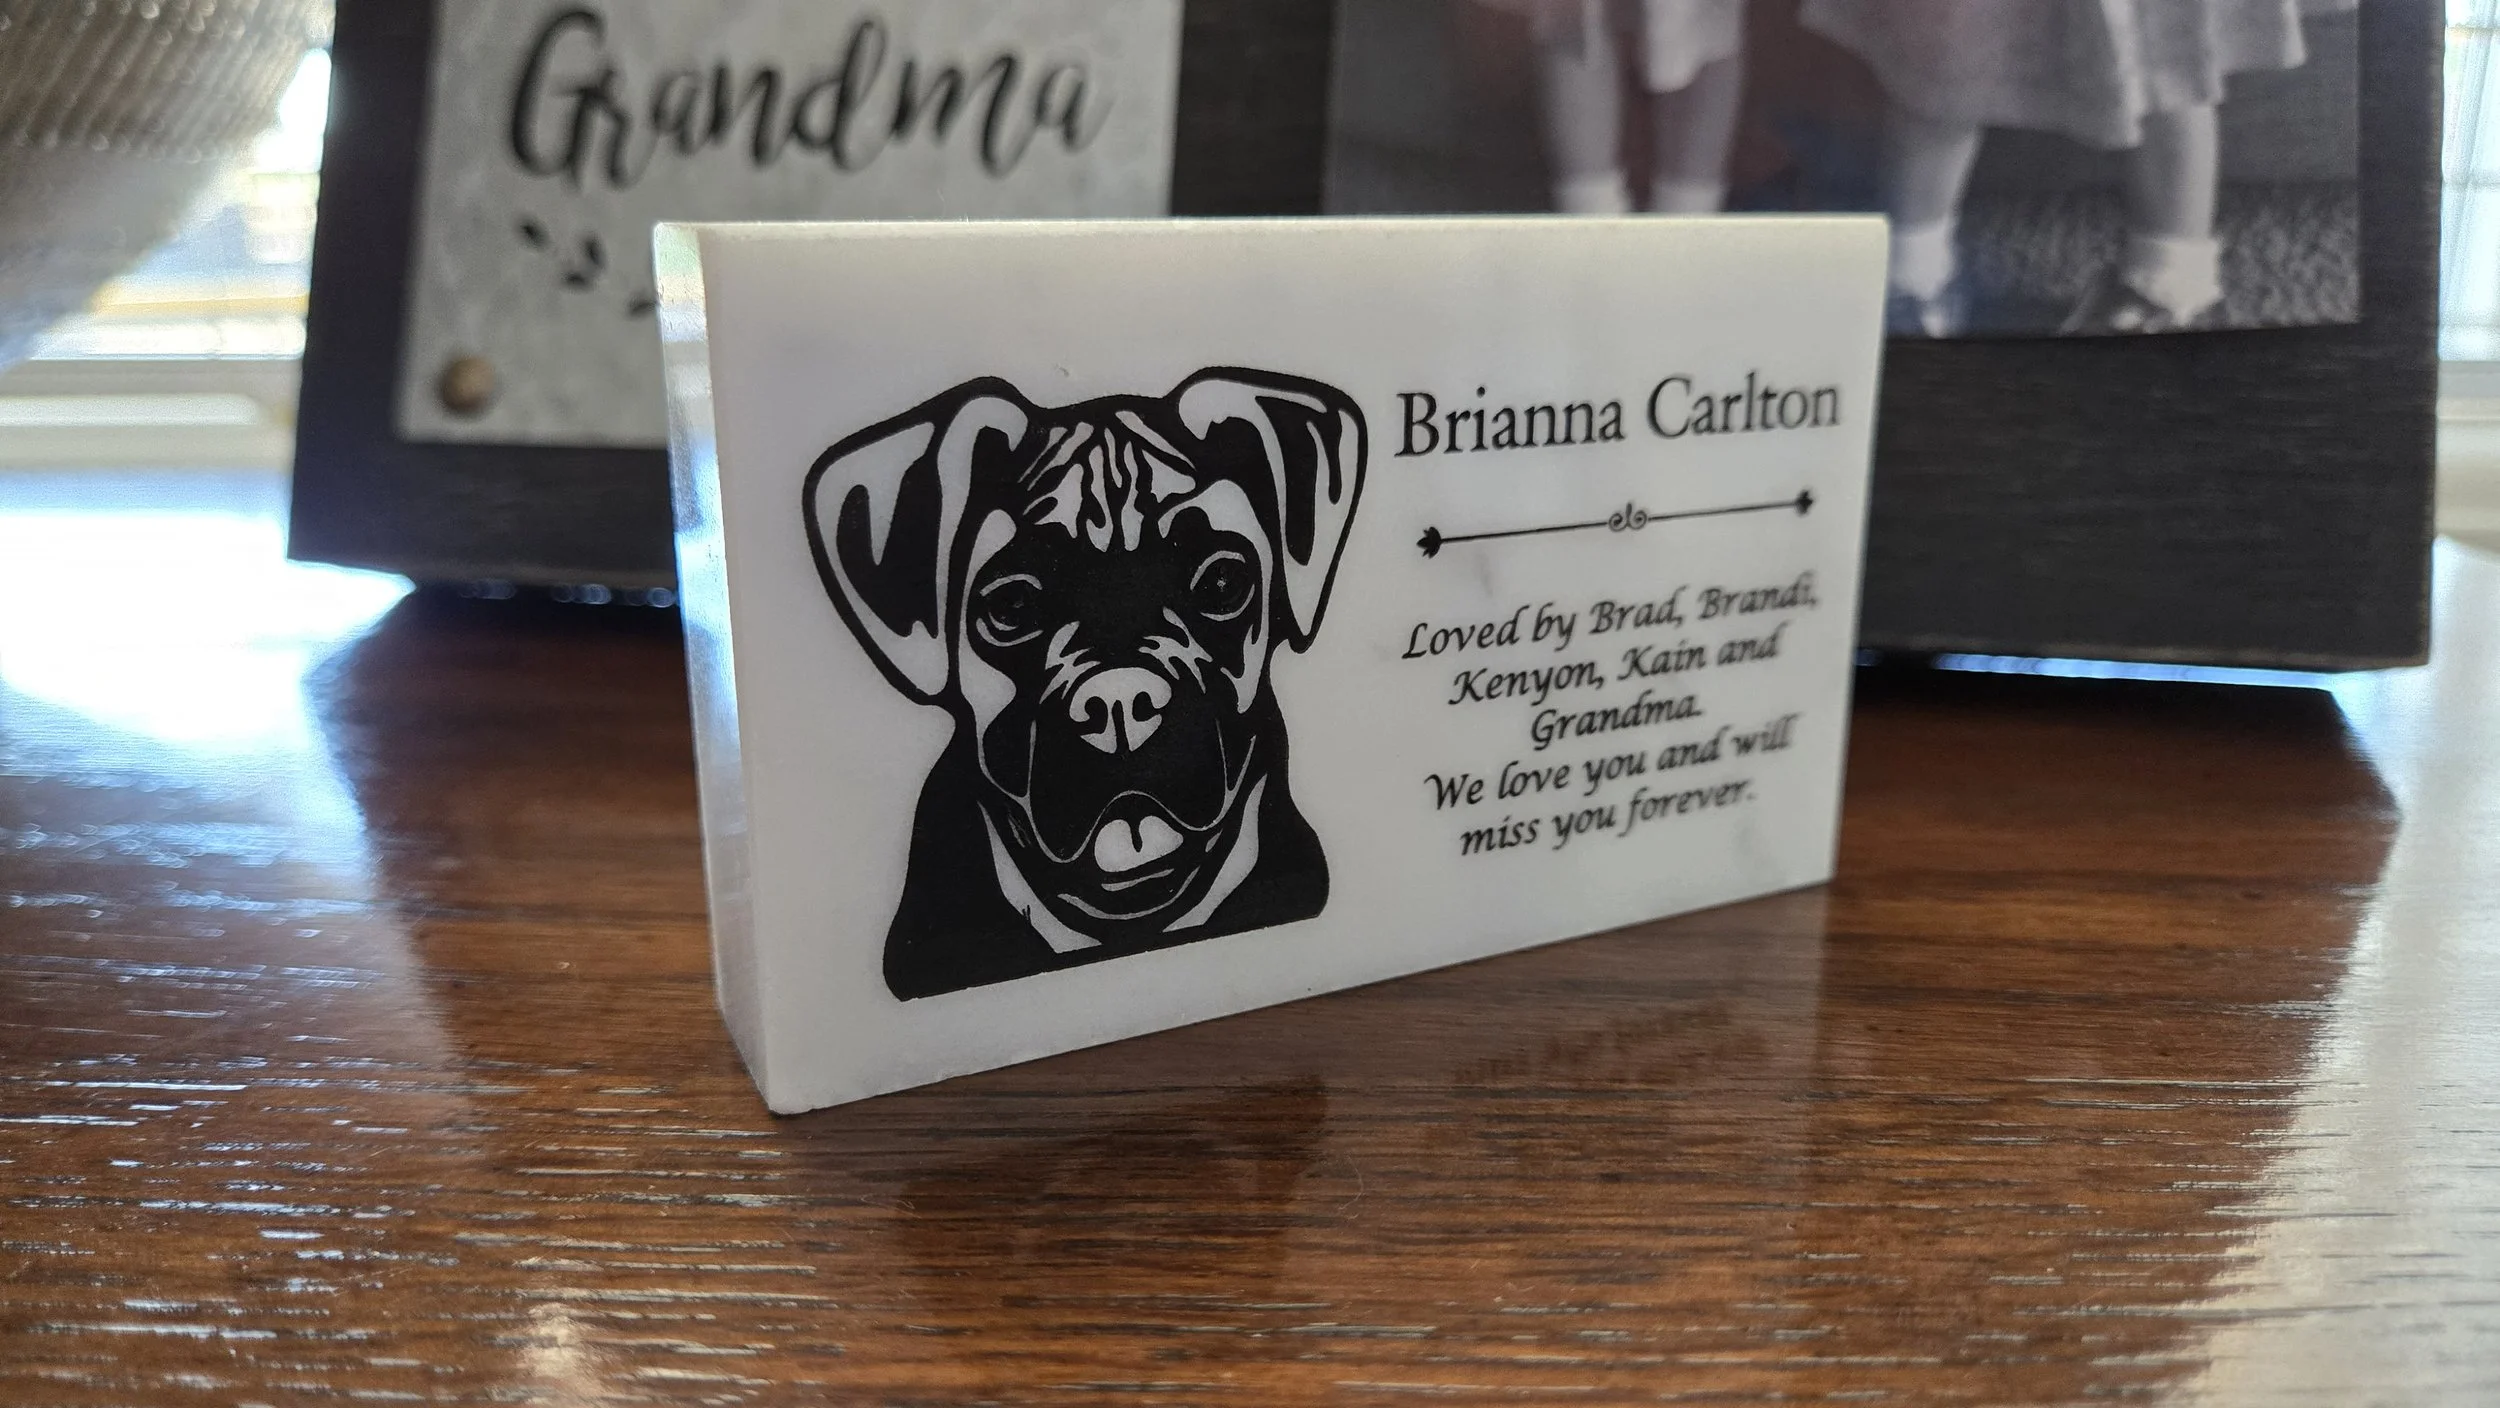 Grandma
Brianna Carlton
Loved by Brad, Brandi,
Kenyon, Kain and
Grandma.
We love you and will
miss you forever.